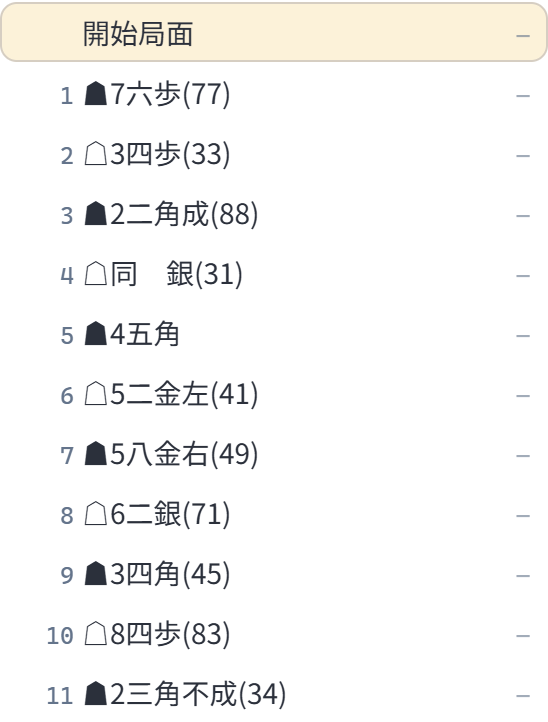 開始局面 –
1 ☗7六歩(77) –
2 ☖3四歩(33) –
3 ☗2二角成(88) –
4 ☖同　銀(31) –
5 ☗4五角 –
6 ☖5二金左(41) –
7 ☗5八金右(49) –
8 ☖6二銀(71) –
9 ☗3四角(45) –
10 ☖8四歩(83) –
11 ☗2三角不成(34) –